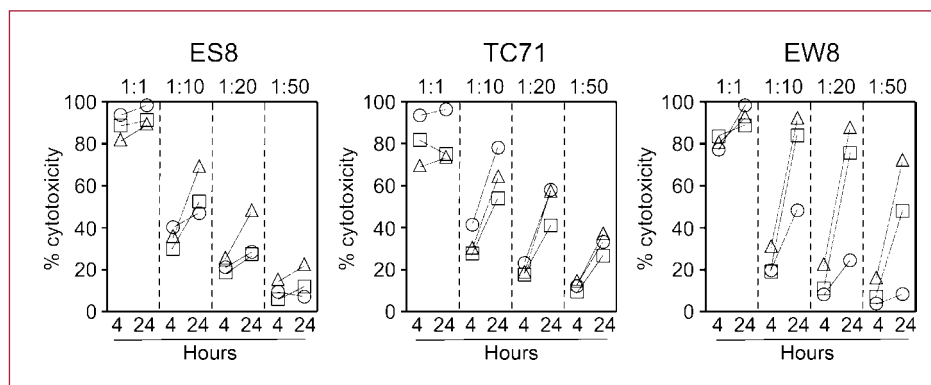 ES8 TC71 EW8
1:1 1:10 1:20 1:50 1:1 1:10 1:20 1:50 1:1 1:10 1:20 1:50
% cytotoxicity % cytotoxicity % cytotoxicity
100 100 100
80 80 80
60 60 60
40 40 40
20 20 20
0 0 0
4 24 4 24 4 24 4 24 4 24 4 24 4 24 4 24 4 24 4 24 4 24 4 24
Hours Hours Hours